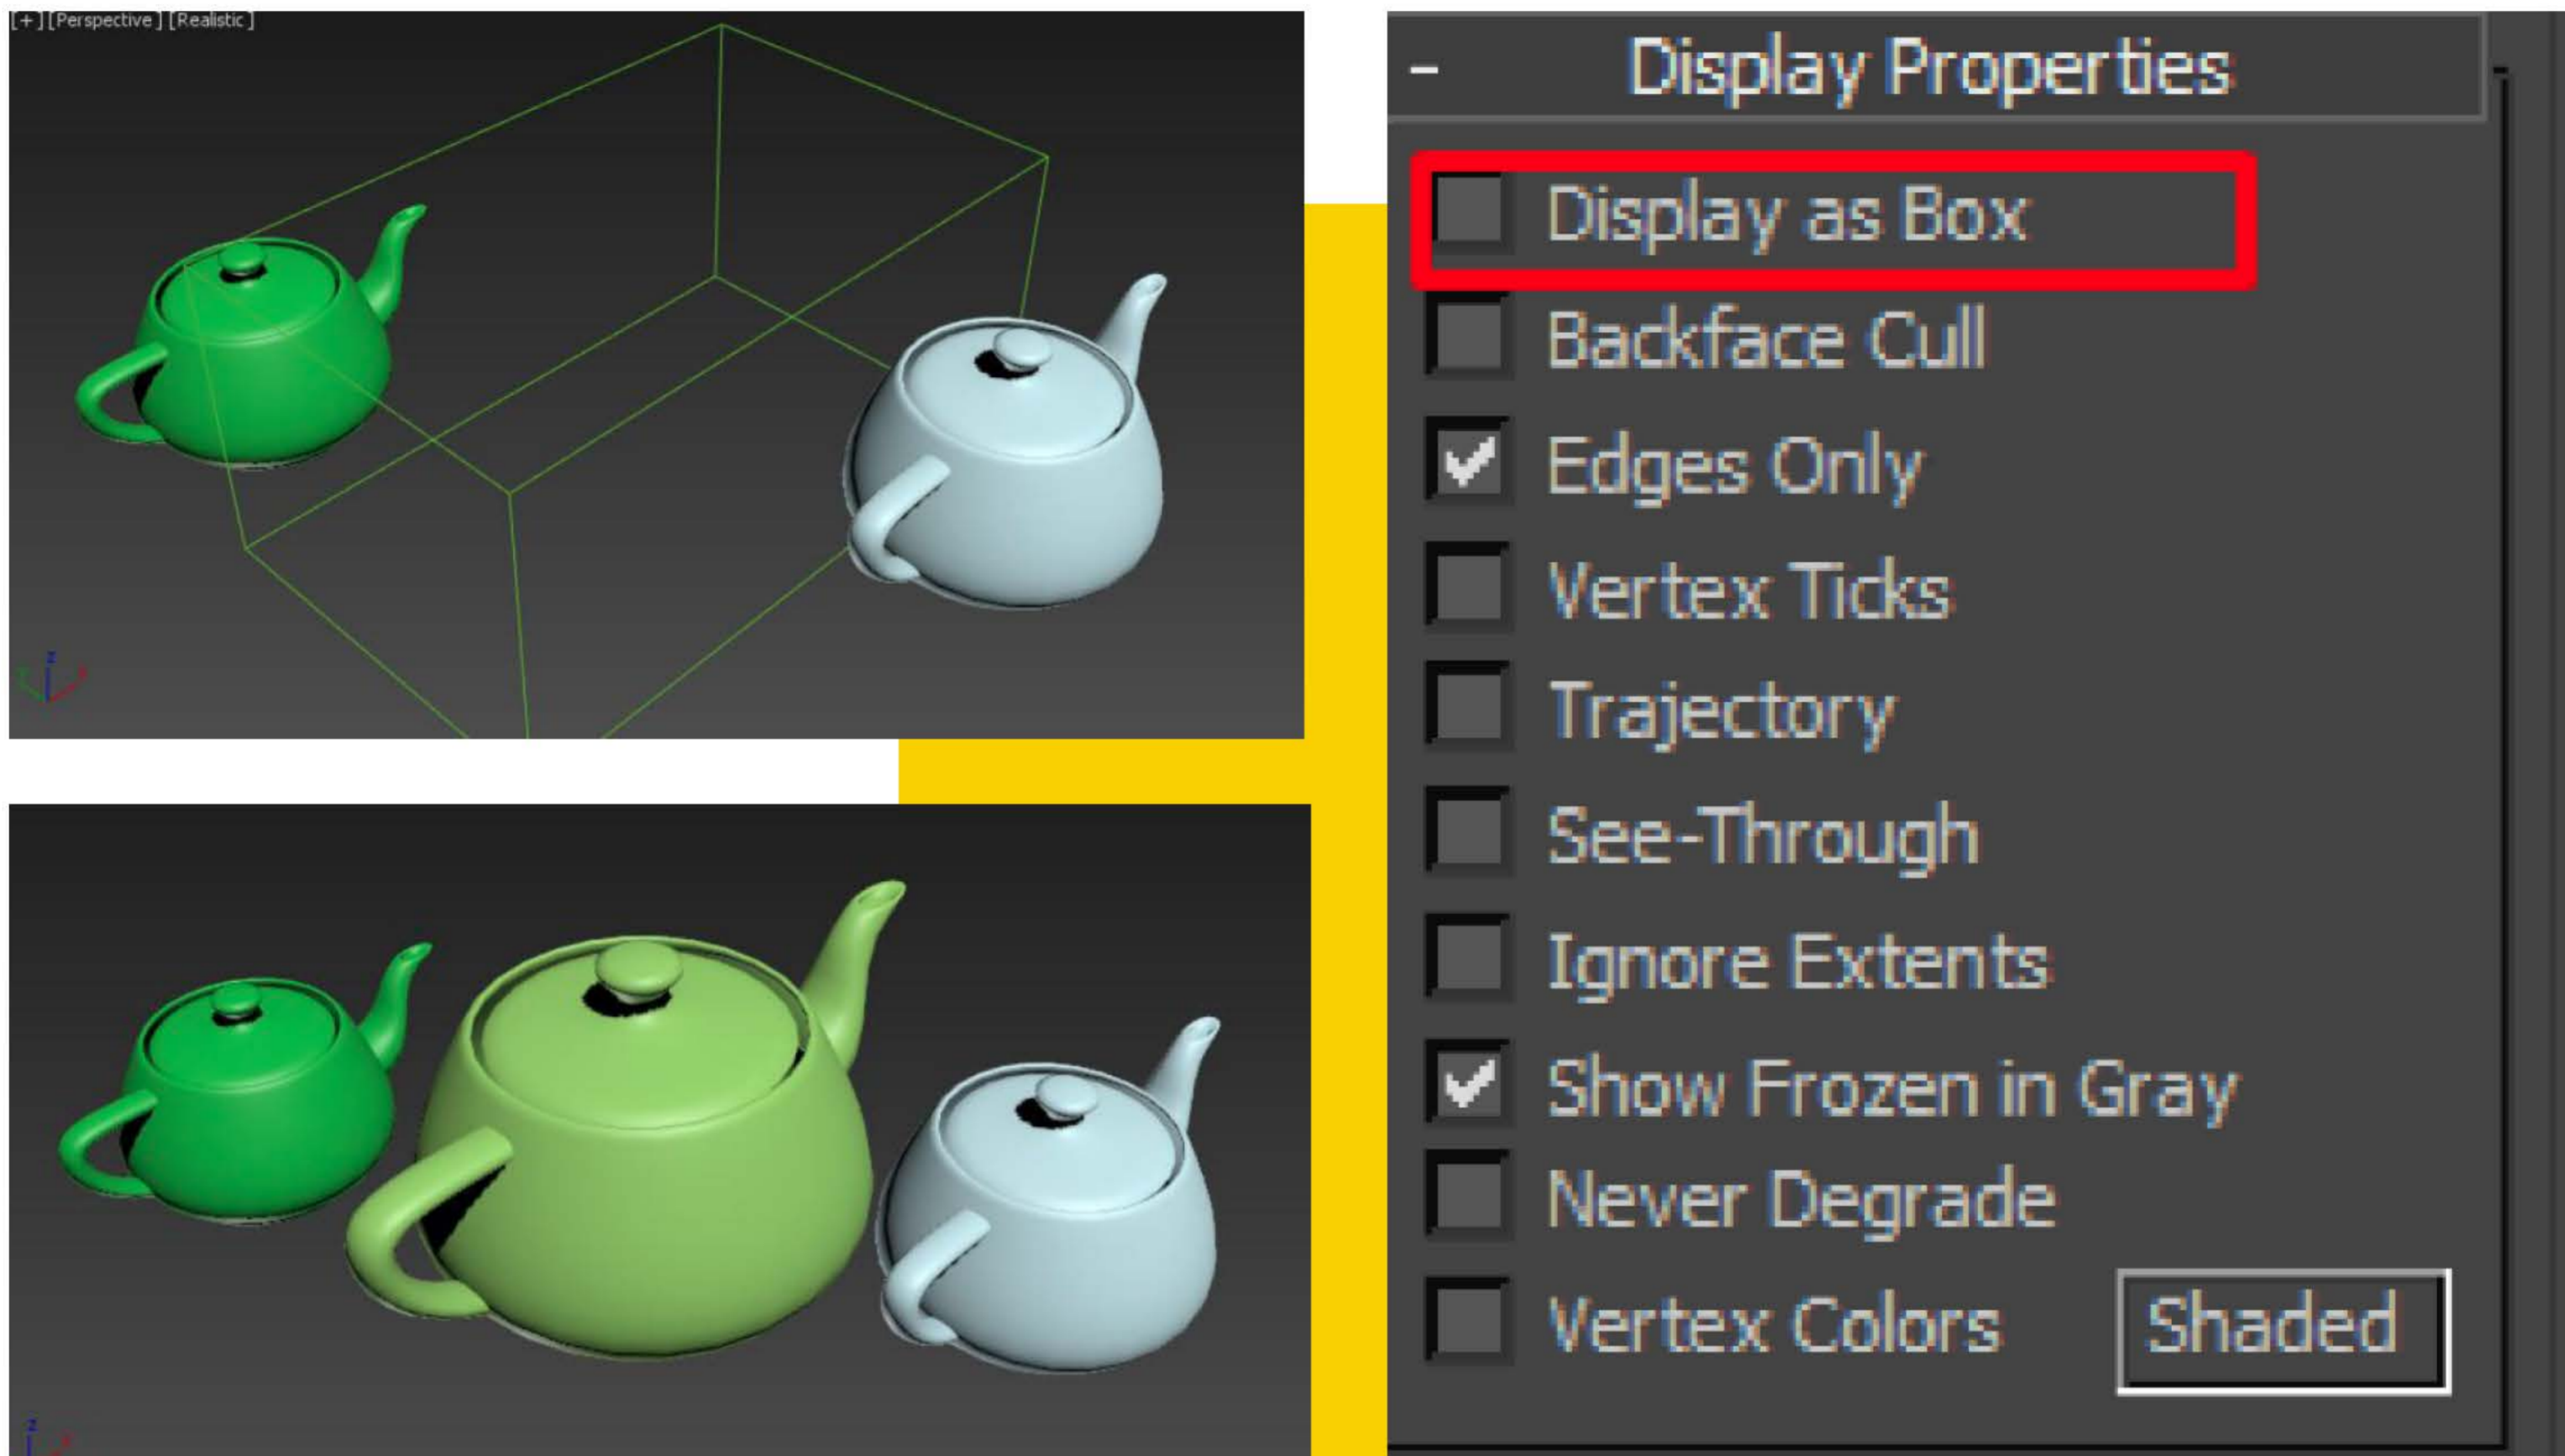 [+] [Perspective] [Realistic]
z
x
- Display Properties
Display as Box
Backface Cull
Edges Only
Vertex Ticks
Trajectory
See-Through
Ignore Extents
Show Frozen in Gray
Never Degrade
Vertex Colors Shaded
z
x